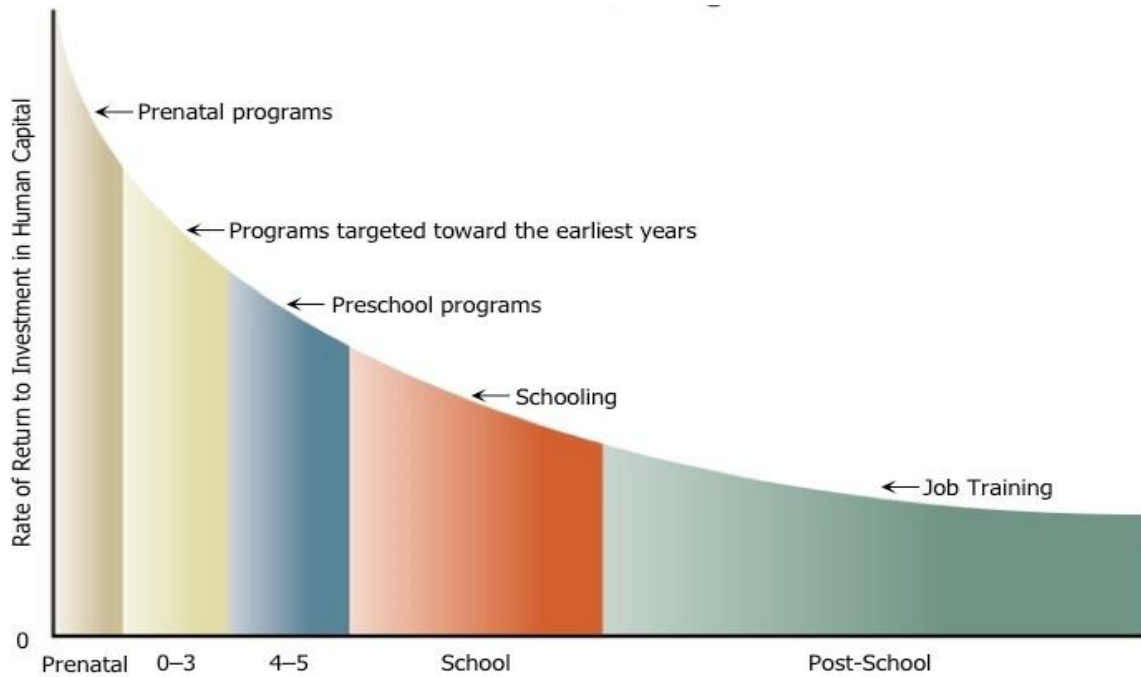 Prenatal programs
Programs targeted toward the earliest years
Preschool programs
Schooling
Job Training
Rate of Return to Investment in Human Capital
0
Prenatal 0–3 4–5 School Post-School